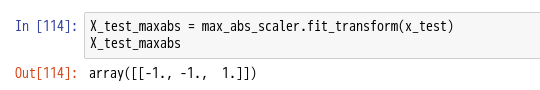 In [114]: X_test_maxabs = max_abs_scaler.fit_transform(x_test)
X_test_maxabs
Out[114]: array([[-1., -1.,  1.]])